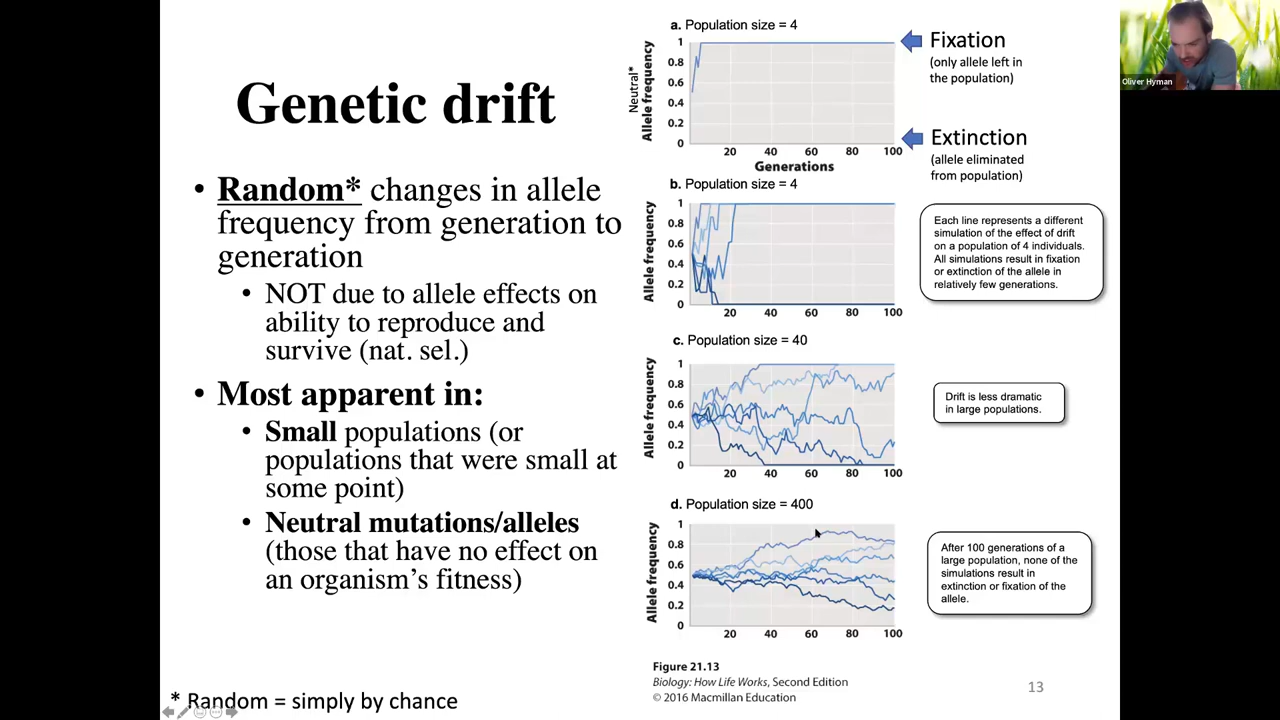 Genetic drift
• Random* changes in allele
frequency from generation to
generation
• NOT due to allele effects on
ability to reproduce and
survive (nat. sel.)
• Most apparent in:
• Small populations (or
populations that were small at
some point)
• Neutral mutations/alleles
(those that have no effect on
an organism's fitness)
* Random = simply by chance
a. Population size = 4
Neutral*
Allele frequency
1
0.8
0.6
0.4
0.2
0
20 40 60 80 100
Generations
Fixation
(only allele left in
the population)
Extinction
(allele eliminated
from population)
b. Population size = 4
Allele frequency
1
0.8
0.6
0.4
0.2
0
20 40 60 80 100
Each line represents a different
simulation of the effect of drift
on a population of 4 individuals.
All simulations result in fixation
or extinction of the allele in
relatively few generations.
c. Population size = 40
Allele frequency
1
0.8
0.6
0.4
0.2
0
20 40 60 80 100
Drift is less dramatic
in large populations.
d. Population size = 400
Allele frequency
1
0.8
0.6
0.4
0.2
0
20 40 60 80 100
After 100 generations of a
large population, none of the
simulations result in
extinction or fixation of the
allele.
Figure 21.13
Biology: How Life Works, Second Edition
© 2016 Macmillan Education
13
Oliver Hyman